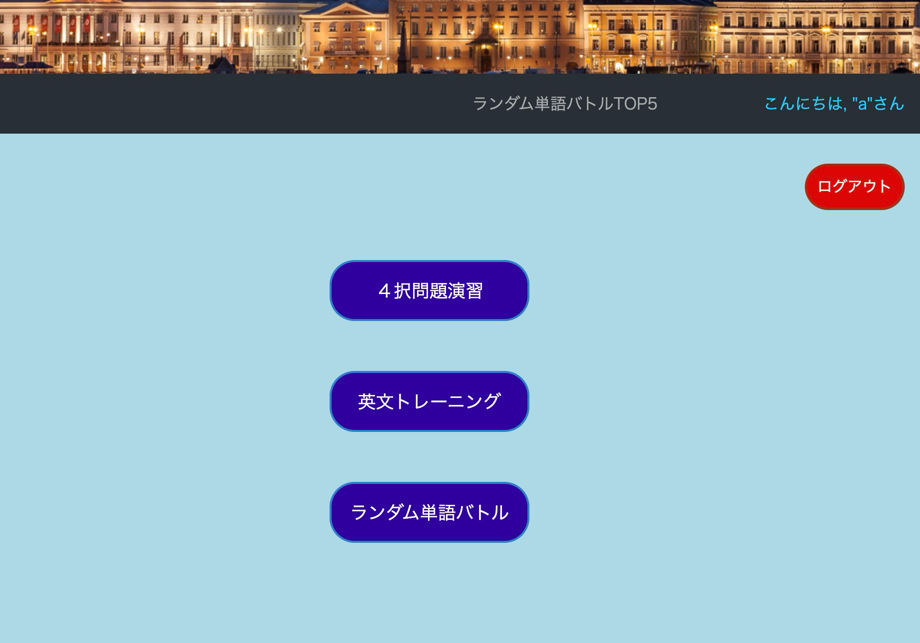 ランダム単語バトルTOP5
こんにちは, "a"さん
ログアウト
４択問題演習
英文トレーニング
ランダム単語バトル